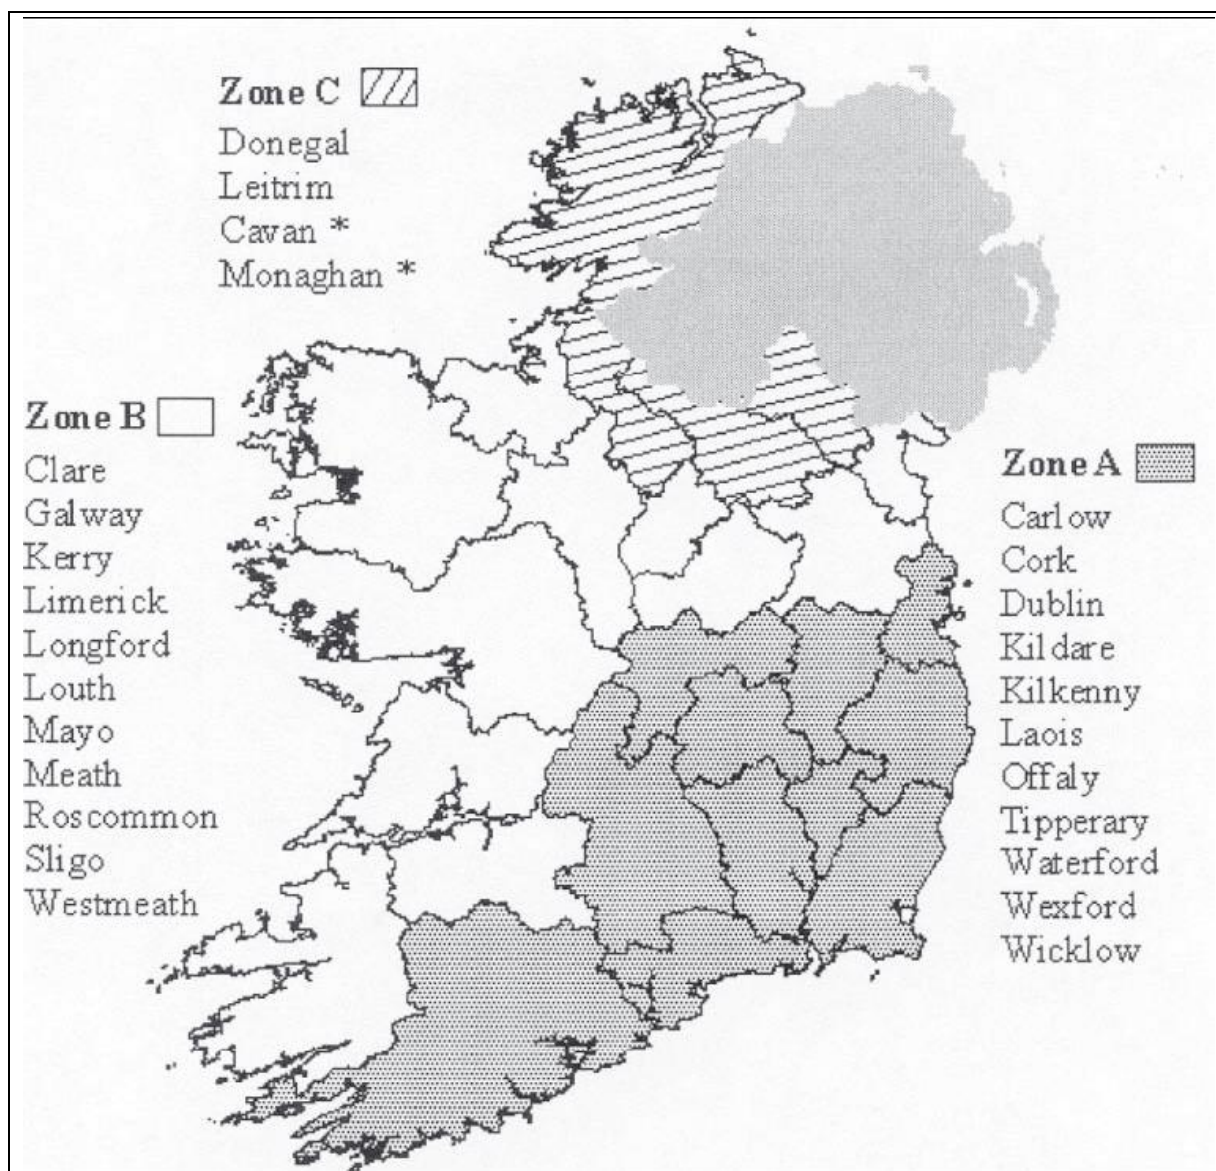 Zone C
Donegal
Leitrim
Cavan *
Monaghan *
Zone B
Clare
Galway
Kerry
Limerick
Longford
Louth
Mayo
Meath
Roscommon
Sligo
Westmeath
Zone A
Carlow
Cork
Dublin
Kildare
Kilkenny
Laois
Offaly
Tipperary
Waterford
Wexford
Wicklow